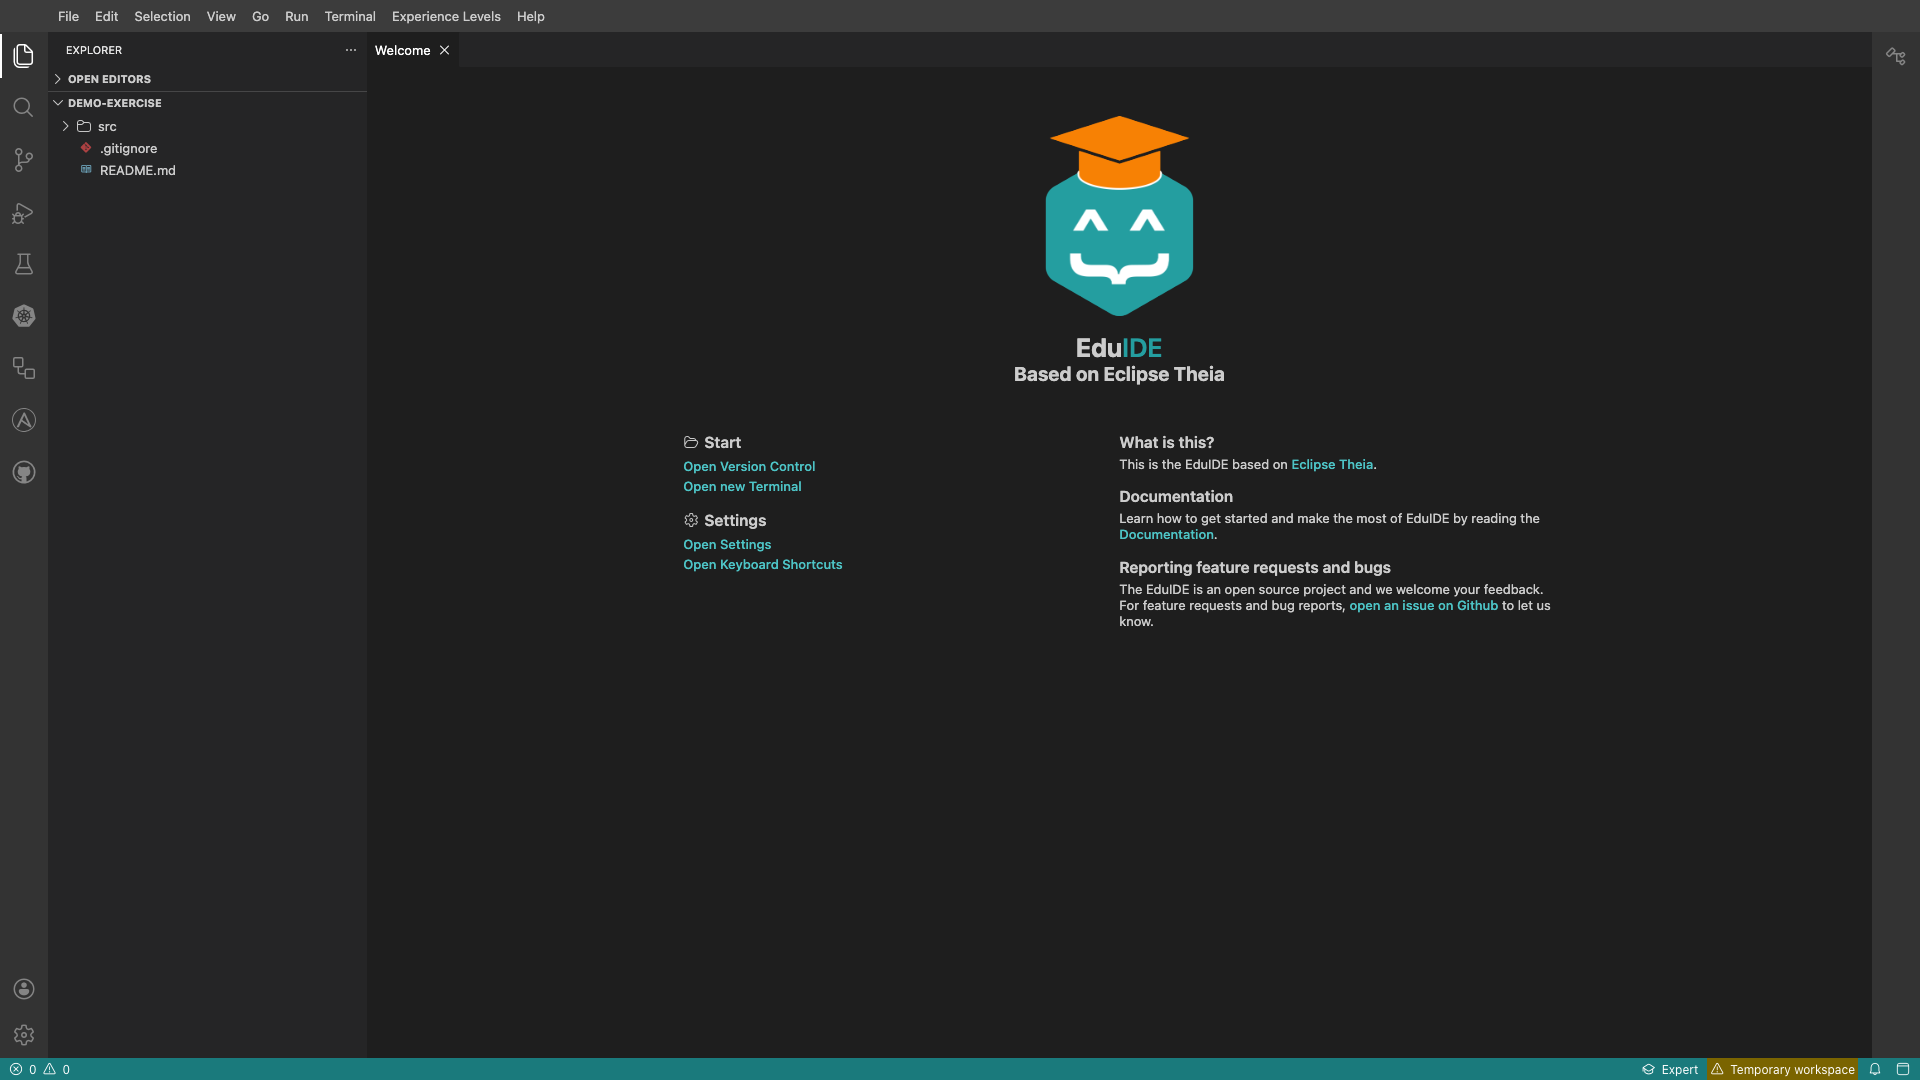 File Edit Selection View Go Run Terminal Experience Levels Help
EXPLORER
Welcome
OPEN EDITORS
DEMO-EXERCISE
src
.gitignore
README.md
EduIDE
Based on Eclipse Theia
Start
Open Version Control
Open new Terminal
Settings
Open Settings
Open Keyboard Shortcuts
What is this?
This is the EduIDE based on Eclipse Theia.
Documentation
Learn how to get started and make the most of EduIDE by reading the
Documentation.
Reporting feature requests and bugs
The EduIDE is an open source project and we welcome your feedback.
For feature requests and bug reports, open an issue on Github to let us
know.
0 0
Expert Temporary workspace